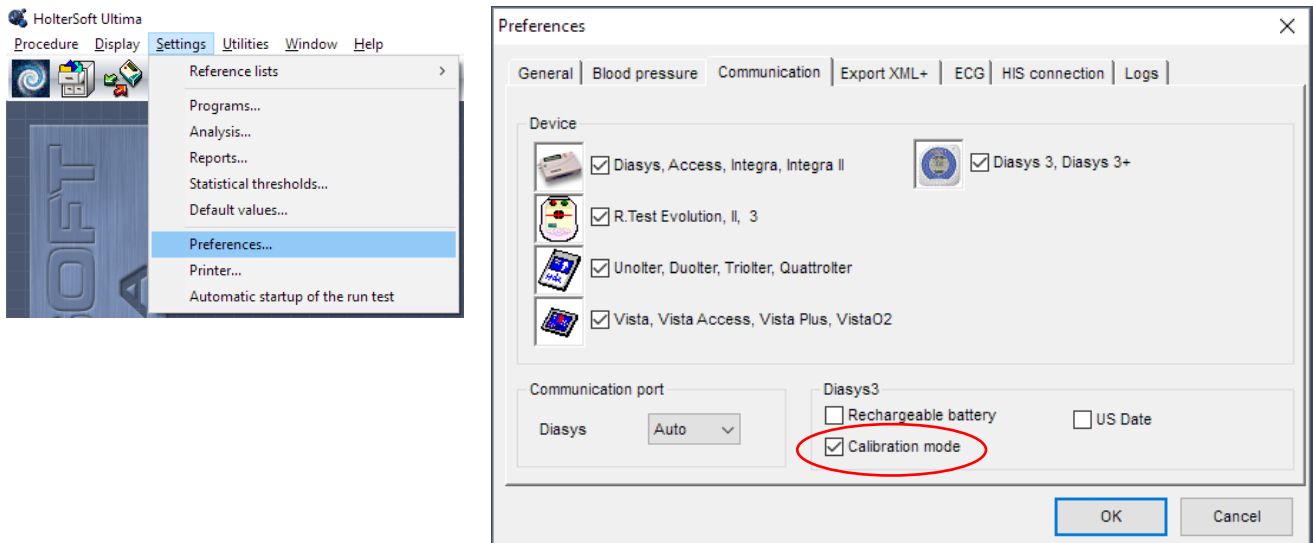 HolterSoft Ultima
Procedure Display Settings Utilities Window Help
Reference lists
Programs...
Analysis...
Reports...
Statistical thresholds...
Default values...
Preferences...
Printer...
Automatic startup of the run test
SOFT
A
Preferences
General Blood pressure Communication Export XML+ ECG HIS connection Logs
Device
Diasys, Access, Integra, Integra II
Diasys 3, Diasys 3+
R.Test Evolution, II, 3
Unolter, Duolter, Triolter, Quattrolter
Vista, Vista Access, Vista Plus, VistaO2
Communication port
Diasys Auto
Diasys3
Rechargeable battery
US Date
Calibration mode
OK Cancel